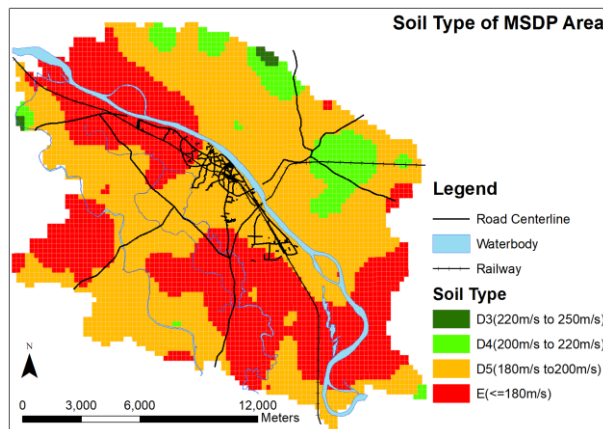 Soil Type of MSDP Area
Legend
Road Centerline
Waterbody
Railway
Soil Type
D3(220m/s to 250m/s)
D4(200m/s to 220m/s)
D5(180m/s to200m/s)
E(<=180m/s)
N
0 3,000 6,000 12,000
Meters